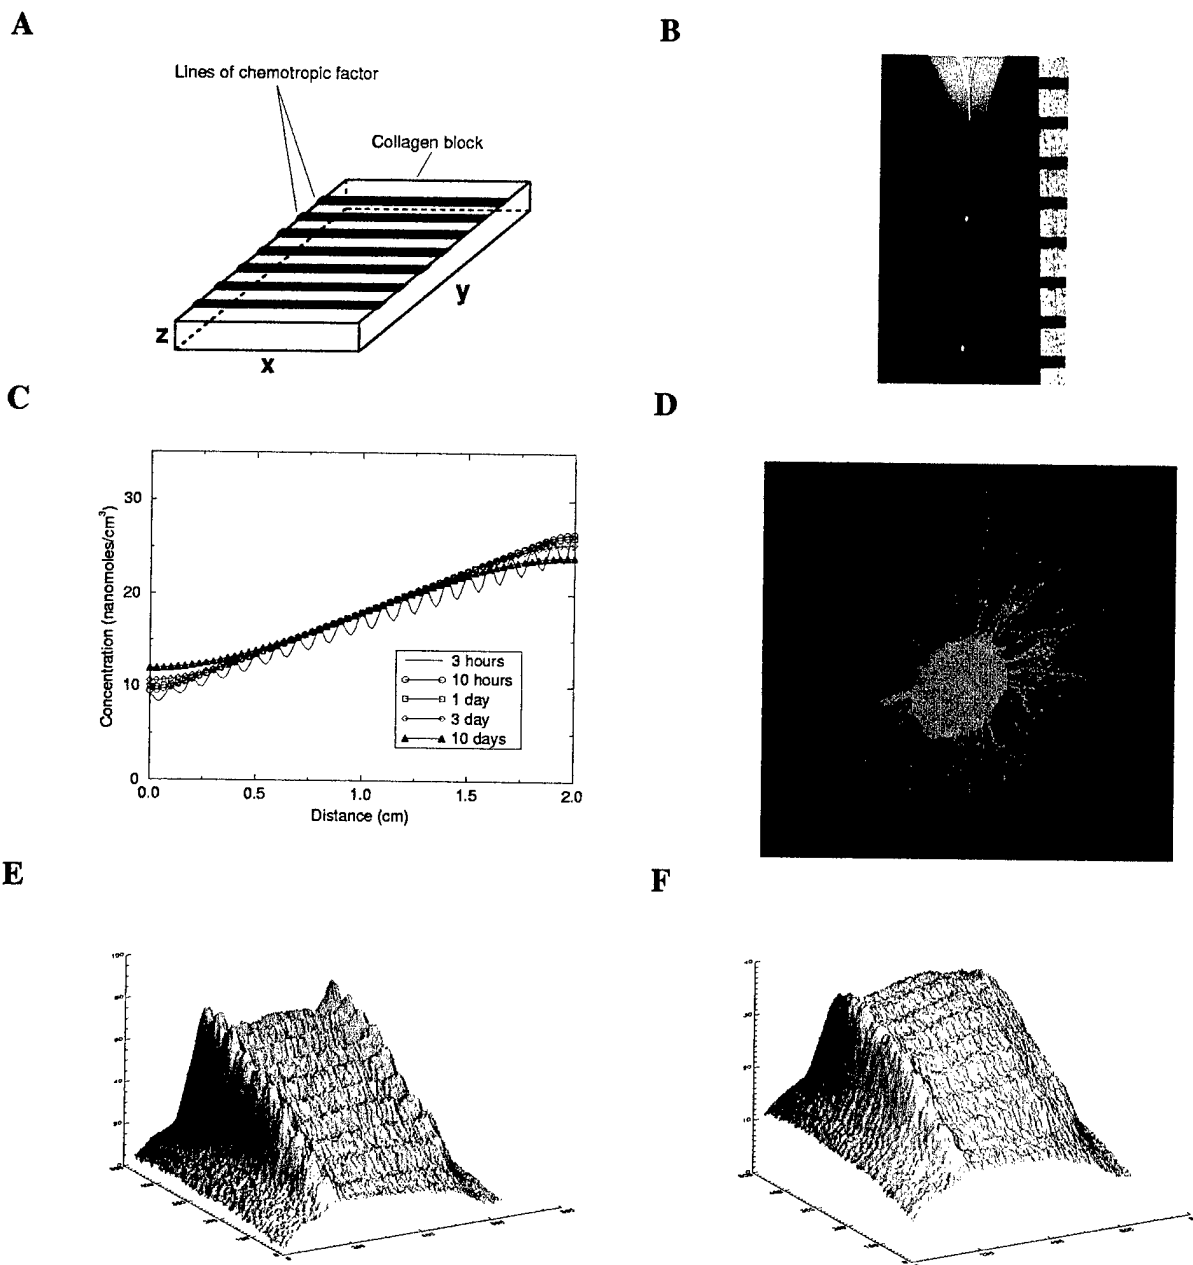 A
B
Lines of chemotropic factor
Collagen block
z
y
x
C
D
Concentration (nanomoles/cm³)
30
20
10
0
3 hours
10 hours
1 day
3 day
10 days
0.0
0.5
1.0
1.5
2.0
Distance (cm)
E
F